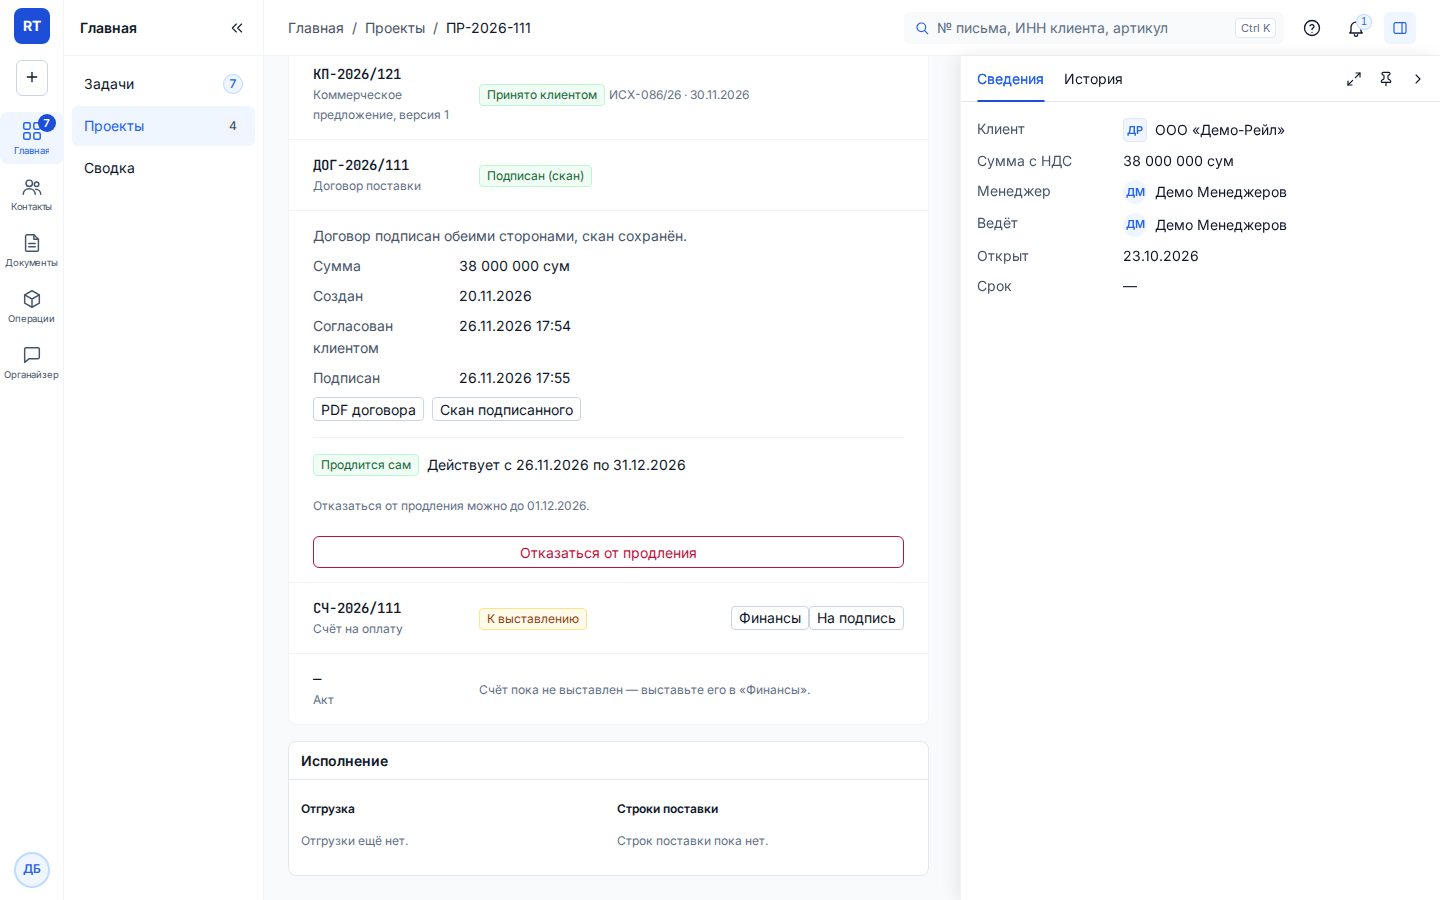 RT
Главная
Главная / Проекты / ПР-2026-111
№ письма, ИНН клиента, артикул
Ctrl K
1
7
Главная
Контакты
Документы
Операции
Органайзер
ДБ
Задачи
7
Проекты
4
Сводка
КП-2026/121
Коммерческое
предложение, версия 1
Принято клиентом
ИСХ-086/26 · 30.11.2026
ДОГ-2026/111
Договор поставки
Подписан (скан)
Договор подписан обеими сторонами, скан сохранён.
Сумма 38 000 000 сум
Создан 20.11.2026
Согласован 26.11.2026 17:54
клиентом
Подписан 26.11.2026 17:55
PDF договора
Скан подписанного
Продлится сам
Действует с 26.11.2026 по 31.12.2026
Отказаться от продления можно до 01.12.2026.
Отказаться от продления
СЧ-2026/111
Счёт на оплату
К выставлению
Финансы
На подпись
—
Акт
Счёт пока не выставлен — выставьте его в «Финансы».
Исполнение
Отгрузка
Отгрузки ещё нет.
Строки поставки
Строк поставки пока нет.
Сведения
История
Клиент ДР ООО «Демо-Рейл»
Сумма с НДС 38 000 000 сум
Менеджер ДМ Демо Менеджеров
Ведёт ДМ Демо Менеджеров
Открыт 23.10.2026
Срок —